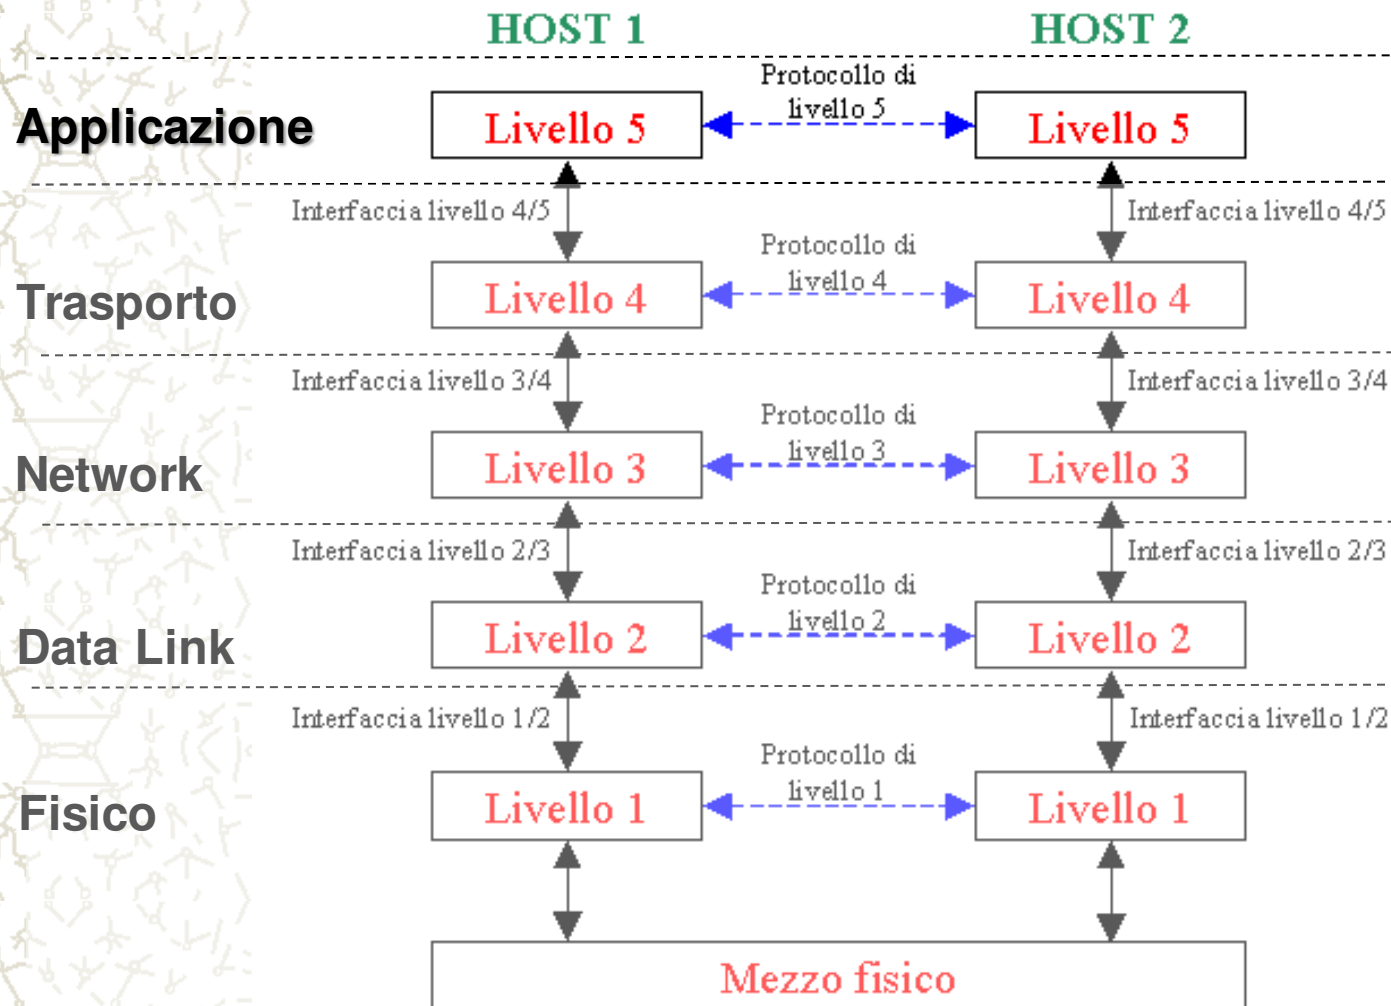 HOST 1 HOST 2
Protocollo di
livello 5
Applicazione Livello 5 Livello 5
Interfaccia livello 4/5 Interfaccia livello 4/5
Protocollo di
livello 4
Trasporto Livello 4 Livello 4
Interfaccia livello 3/4 Interfaccia livello 3/4
Protocollo di
livello 3
Network Livello 3 Livello 3
Interfaccia livello 2/3 Interfaccia livello 2/3
Protocollo di
livello 2
Data Link Livello 2 Livello 2
Interfaccia livello 1/2 Interfaccia livello 1/2
Protocollo di
livello 1
Fisico Livello 1 Livello 1
Mezzo fisico